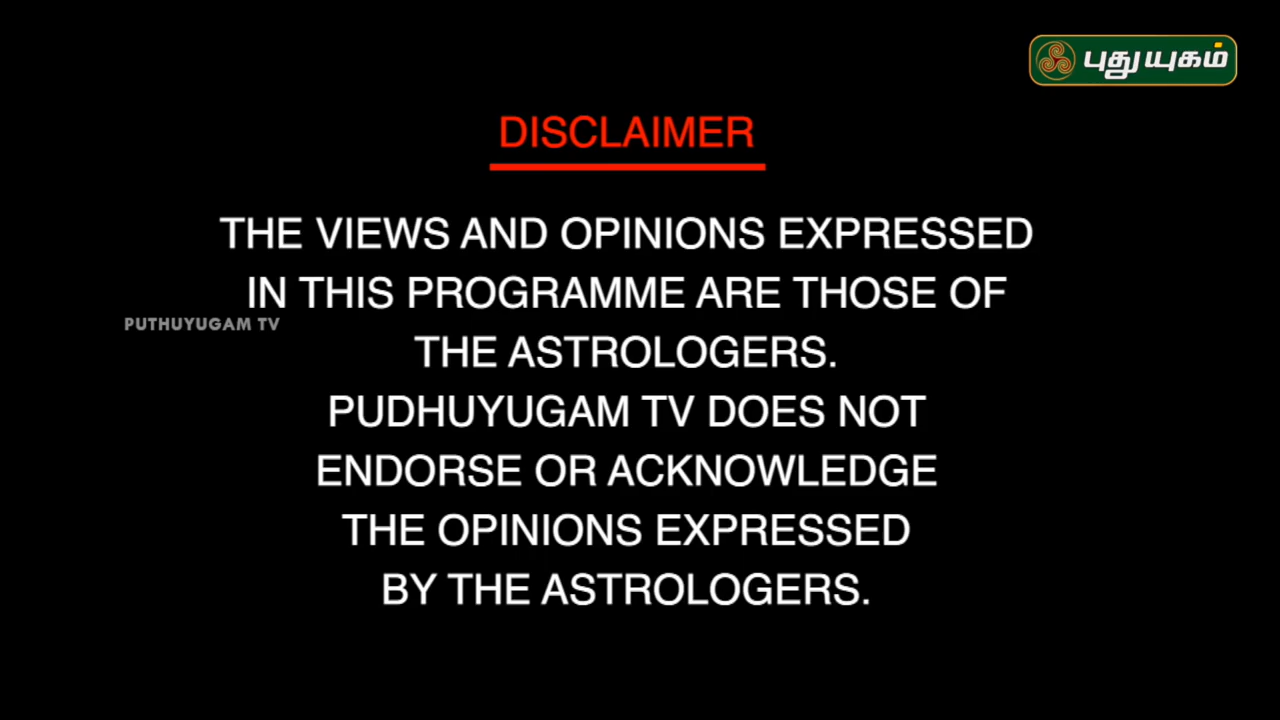 புதுயுகம்
DISCLAIMER
THE VIEWS AND OPINIONS EXPRESSED
IN THIS PROGRAMME ARE THOSE OF
PUTHUYUGAM TV
THE ASTROLOGERS.
PUDHUYUGAM TV DOES NOT
ENDORSE OR ACKNOWLEDGE
THE OPINIONS EXPRESSED
BY THE ASTROLOGERS.